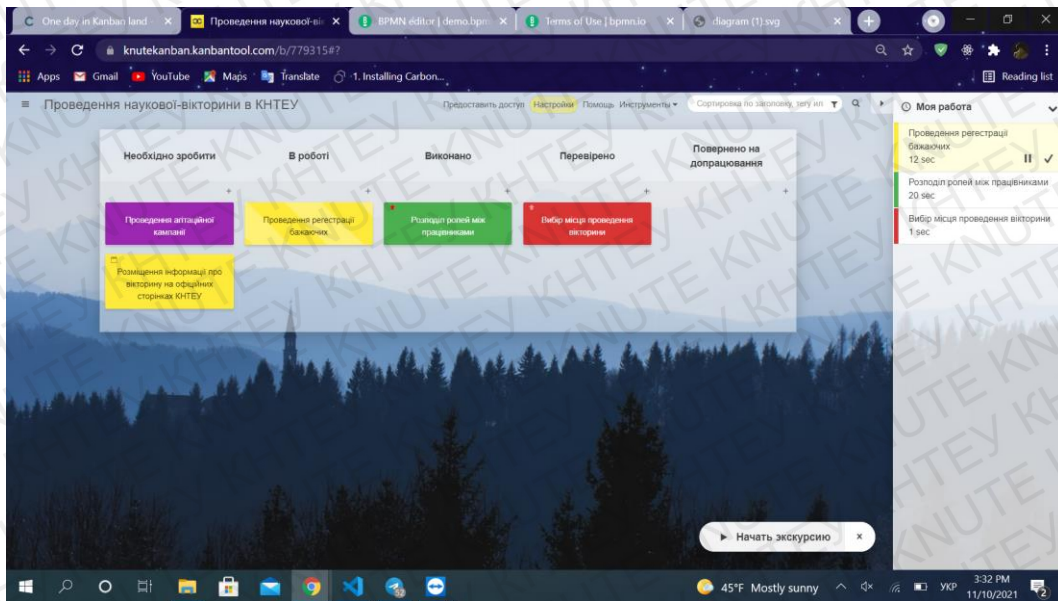 One day in Kanban land
Проведення наукової-вік
BPMN editor | demo.bpm
Terms of Use | bpmn.io
diagram (1).svg
knutekanban.kanbantool.com/b/779315#?
Apps Gmail YouTube Maps Translate 1. Installing Carbon... Reading list
Проведення наукової-вікторини в КНТЕУ
Предоставить доступ Настройки Помощь Инструменты
Сортировка по заголовку, тегу ил
Моя работа
Необхідно зробити
В роботі
Виконано
Перевірено
Повернено на
допрацювання
Проведення агітаційної
кампанії
Проведення регестрації
бажаючих
Розподіл ролей між
працівниками
Вибір місця проведення
вікторини
Розміщення інформації про
вікторину на офіційних
сторінках КНТЕУ
Проведення регестрації
бажаючих
12 sec
Розподіл ролей між працівниками
20 sec
Вибір місця проведення вікторини
1 sec
Начать экскурсию
45°F Mostly sunny
УКР
3:32 PM
11/10/2021
2
KNUTE КНТЕУ